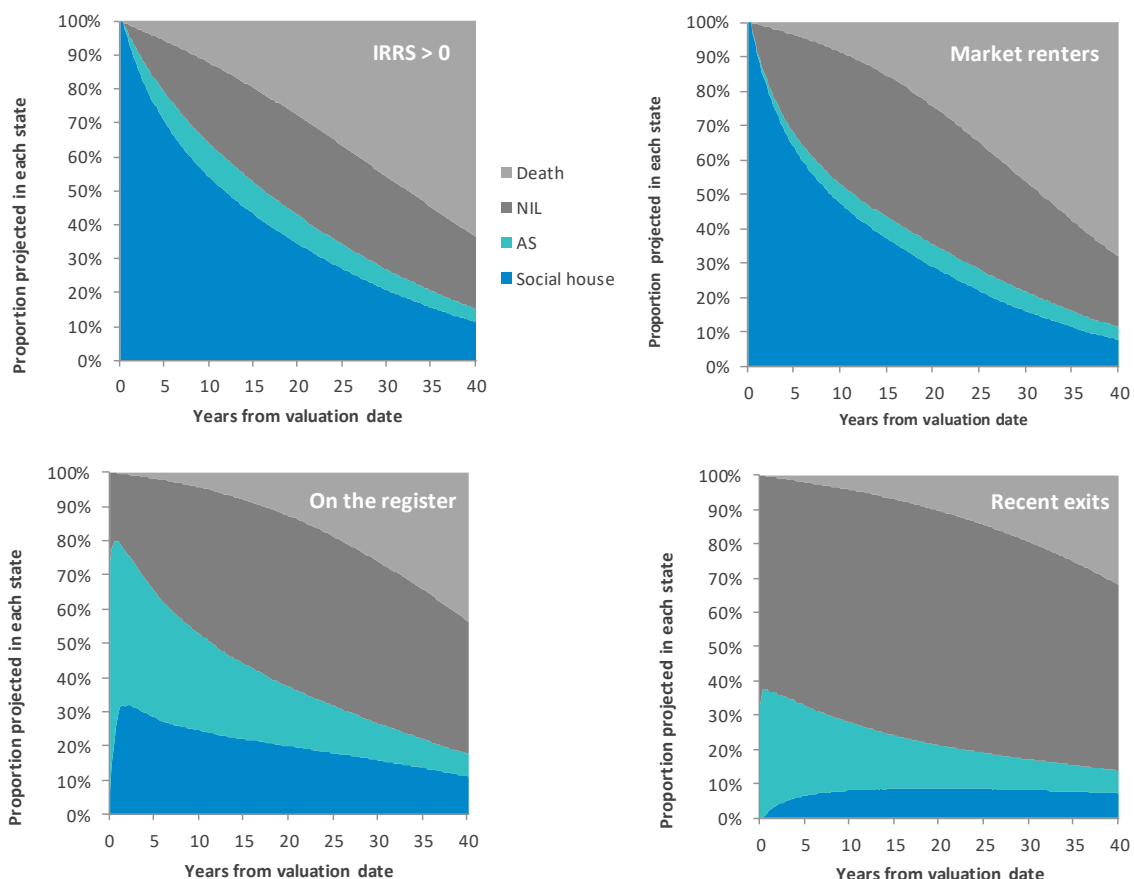 IRRS > 0
Proportion projected in each state
100%
90%
80%
70%
60%
50%
40%
30%
20%
10%
0%
0 5 10 15 20 25 30 35 40
Years from valuation date
Death
NIL
AS
Social house
Market renters
Proportion projected in each state
100%
90%
80%
70%
60%
50%
40%
30%
20%
10%
0%
0 5 10 15 20 25 30 35 40
Years from valuation date
On the register
Proportion projected in each state
100%
90%
80%
70%
60%
50%
40%
30%
20%
10%
0%
0 5 10 15 20 25 30 35 40
Years from valuation date
Recent exits
Proportion projected in each state
100%
90%
80%
70%
60%
50%
40%
30%
20%
10%
0%
0 5 10 15 20 25 30 35 40
Years from valuation date